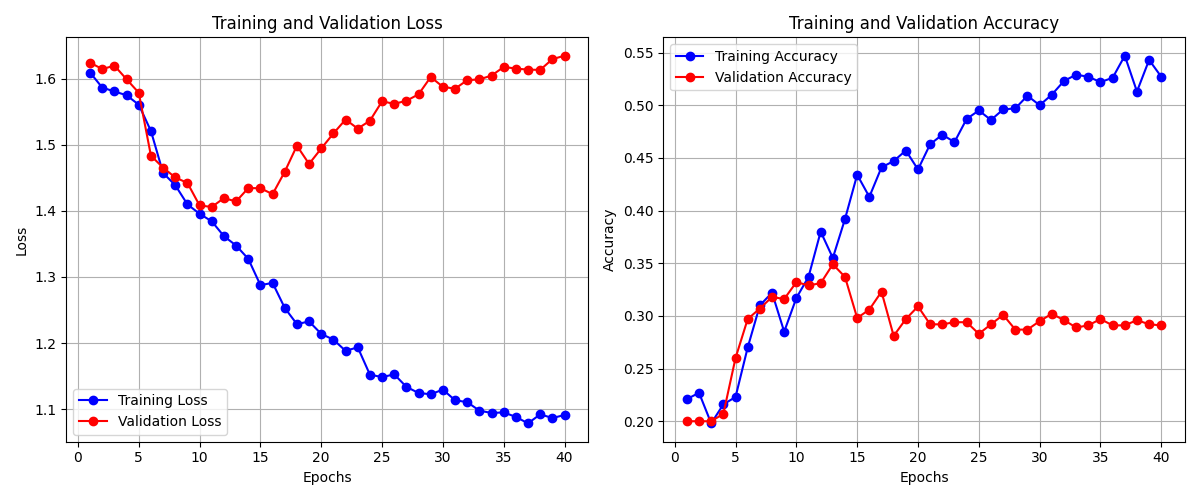 Training and Validation Loss
1.6
1.5
1.4
1.3
1.2
1.1
Loss
Training Loss
Validation Loss
0 5 10 15 20 25 30 35 40
Epochs
Training and Validation Accuracy
Training Accuracy
Validation Accuracy
0.55
0.50
0.45
0.40
0.35
0.30
0.25
0.20
Accuracy
0 5 10 15 20 25 30 35 40
Epochs